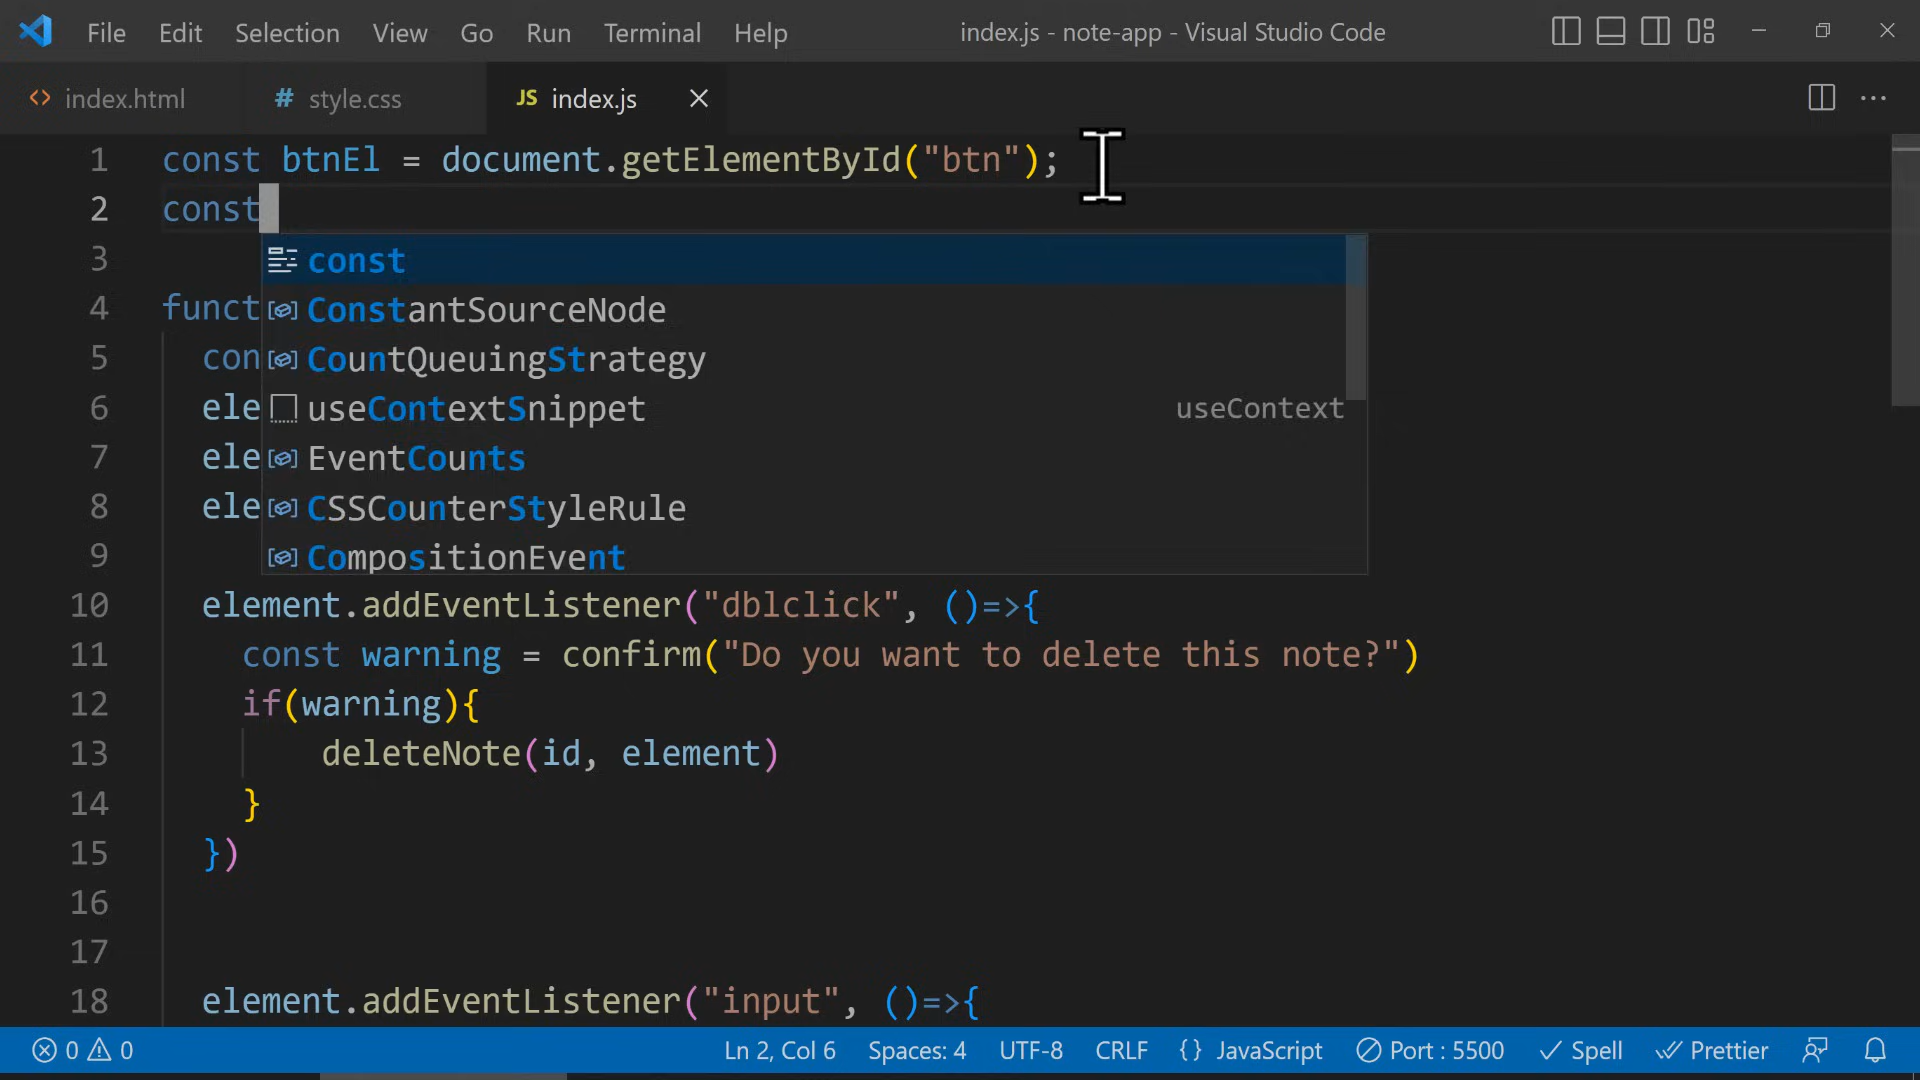 File Edit Selection View Go Run Terminal Help index.js - note-app - Visual Studio Code
<> index.html # style.css JS index.js
1 const btnEl = document.getElementById("btn");
2 const
3
const
4 funct
ConstantSourceNode
5 con
CountQueuingStrategy
6 ele
useContextSnippet useContext
7 ele
EventCounts
8 ele
CSSCounterStyleRule
9
CompositionEvent
10 element.addEventListener("dblclick", ()=>{
11 const warning = confirm("Do you want to delete this note?")
12 if(warning){
13 deleteNote(id, element)
14 }
15 })
16
17
18 element.addEventListener("input", ()=>{
0 0 Ln 2, Col 6 Spaces: 4 UTF-8 CRLF {} JavaScript Port : 5500 Spell Prettier